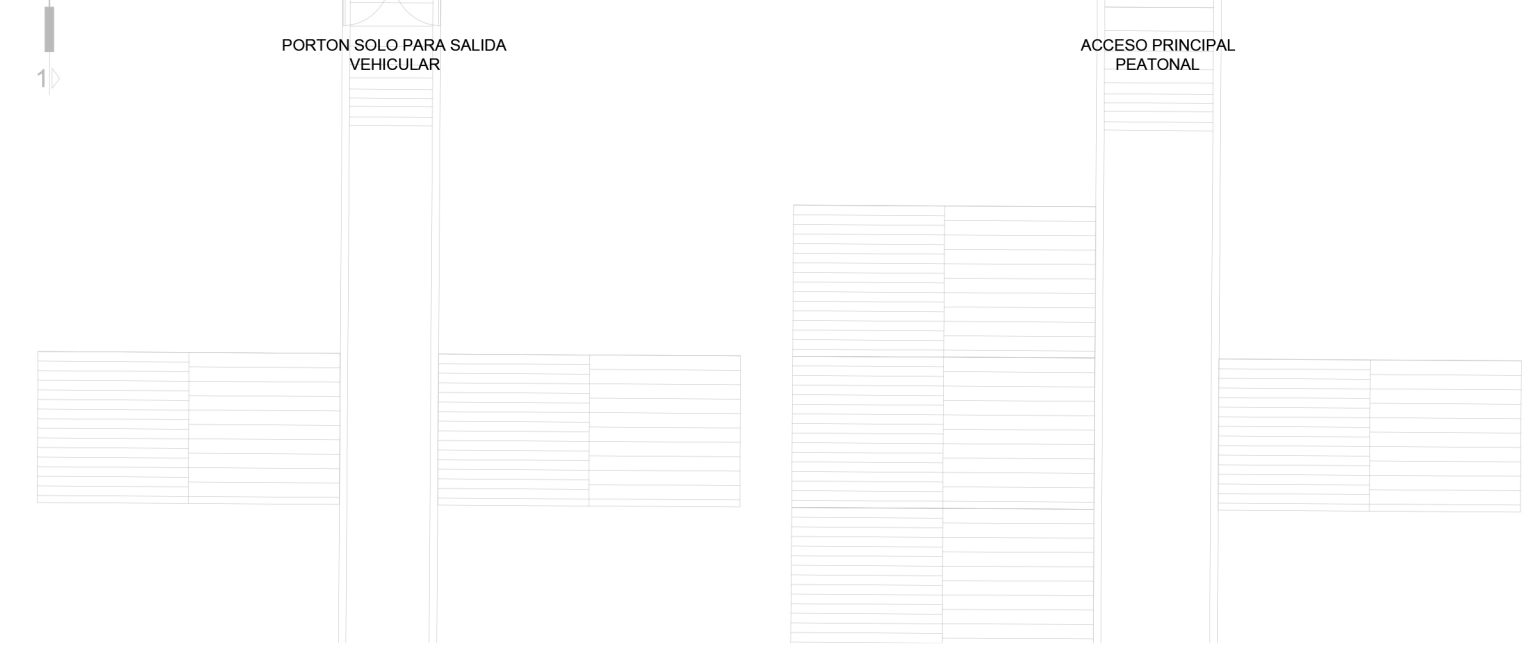 PORTON SOLO PARA SALIDA
VEHICULAR
ACCESO PRINCIPAL
PEATONAL
1